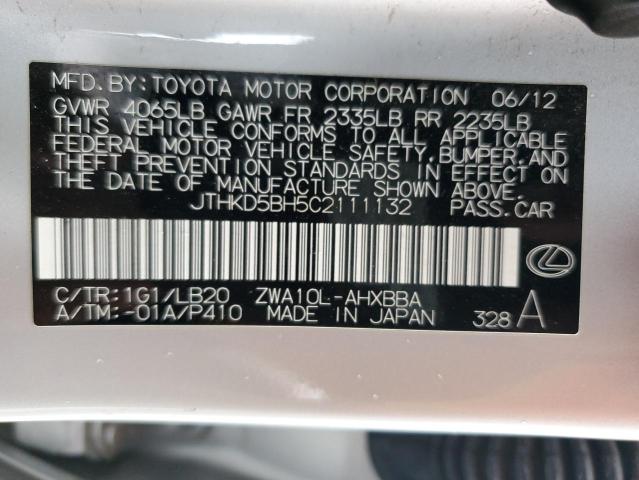 MFD.BY:TOYOTA MOTOR CORPORATION 06/12
GVWR 4065LB GAWR FR 2335LB RR 2235LB
THIS VEHICLE CONFORMS TO ALL APPLICABLE
FEDERAL MOTOR VEHICLE SAFETY,BUMPER,AND
THEFT PREVENTION STANDARDS IN EFFECT ON
THE DATE OF MANUFACTURE SHOWN ABOVE.
JTHKD5BH5C2111132 PASS.CAR
C/TR:1G1/LB20 ZWA10L-AHXBBA
A/TM:-01A/P410 MADE IN JAPAN 328 A